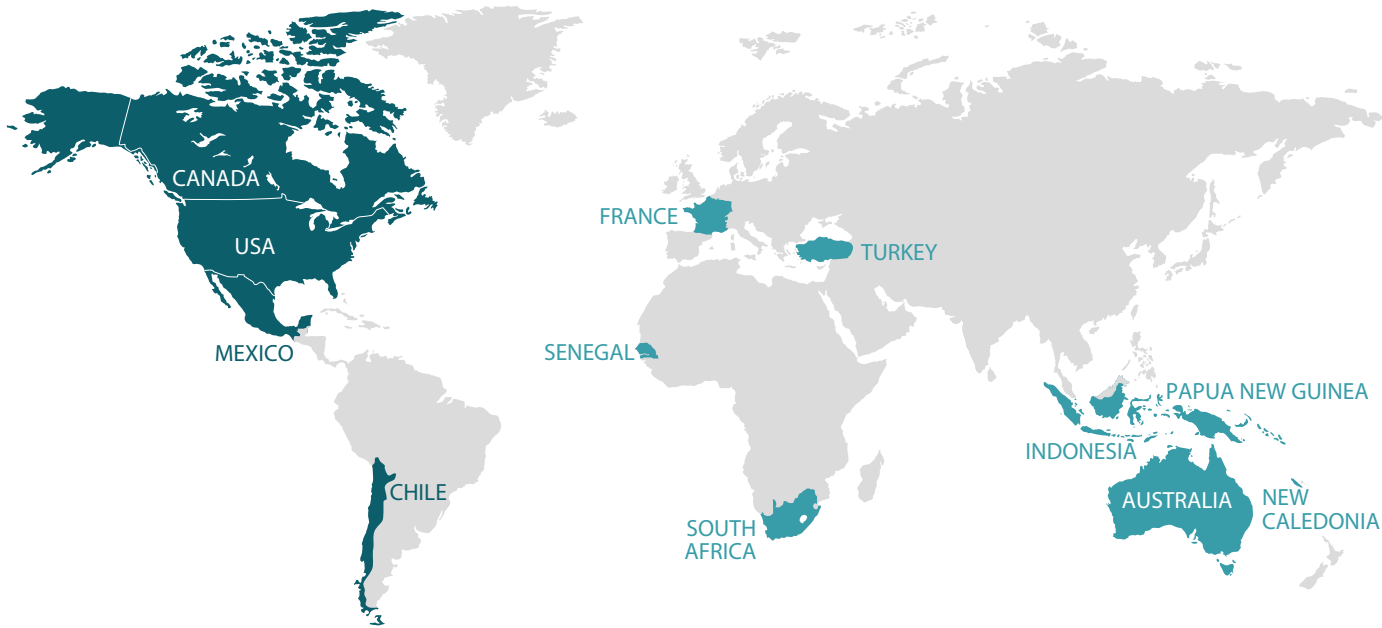 CANADA
USA
MEXICO
CHILE
FRANCE
TURKEY
SENEGAL
SOUTH
AFRICA
PAPUA NEW GUINEA
INDONESIA
AUSTRALIA
NEW
CALEDONIA